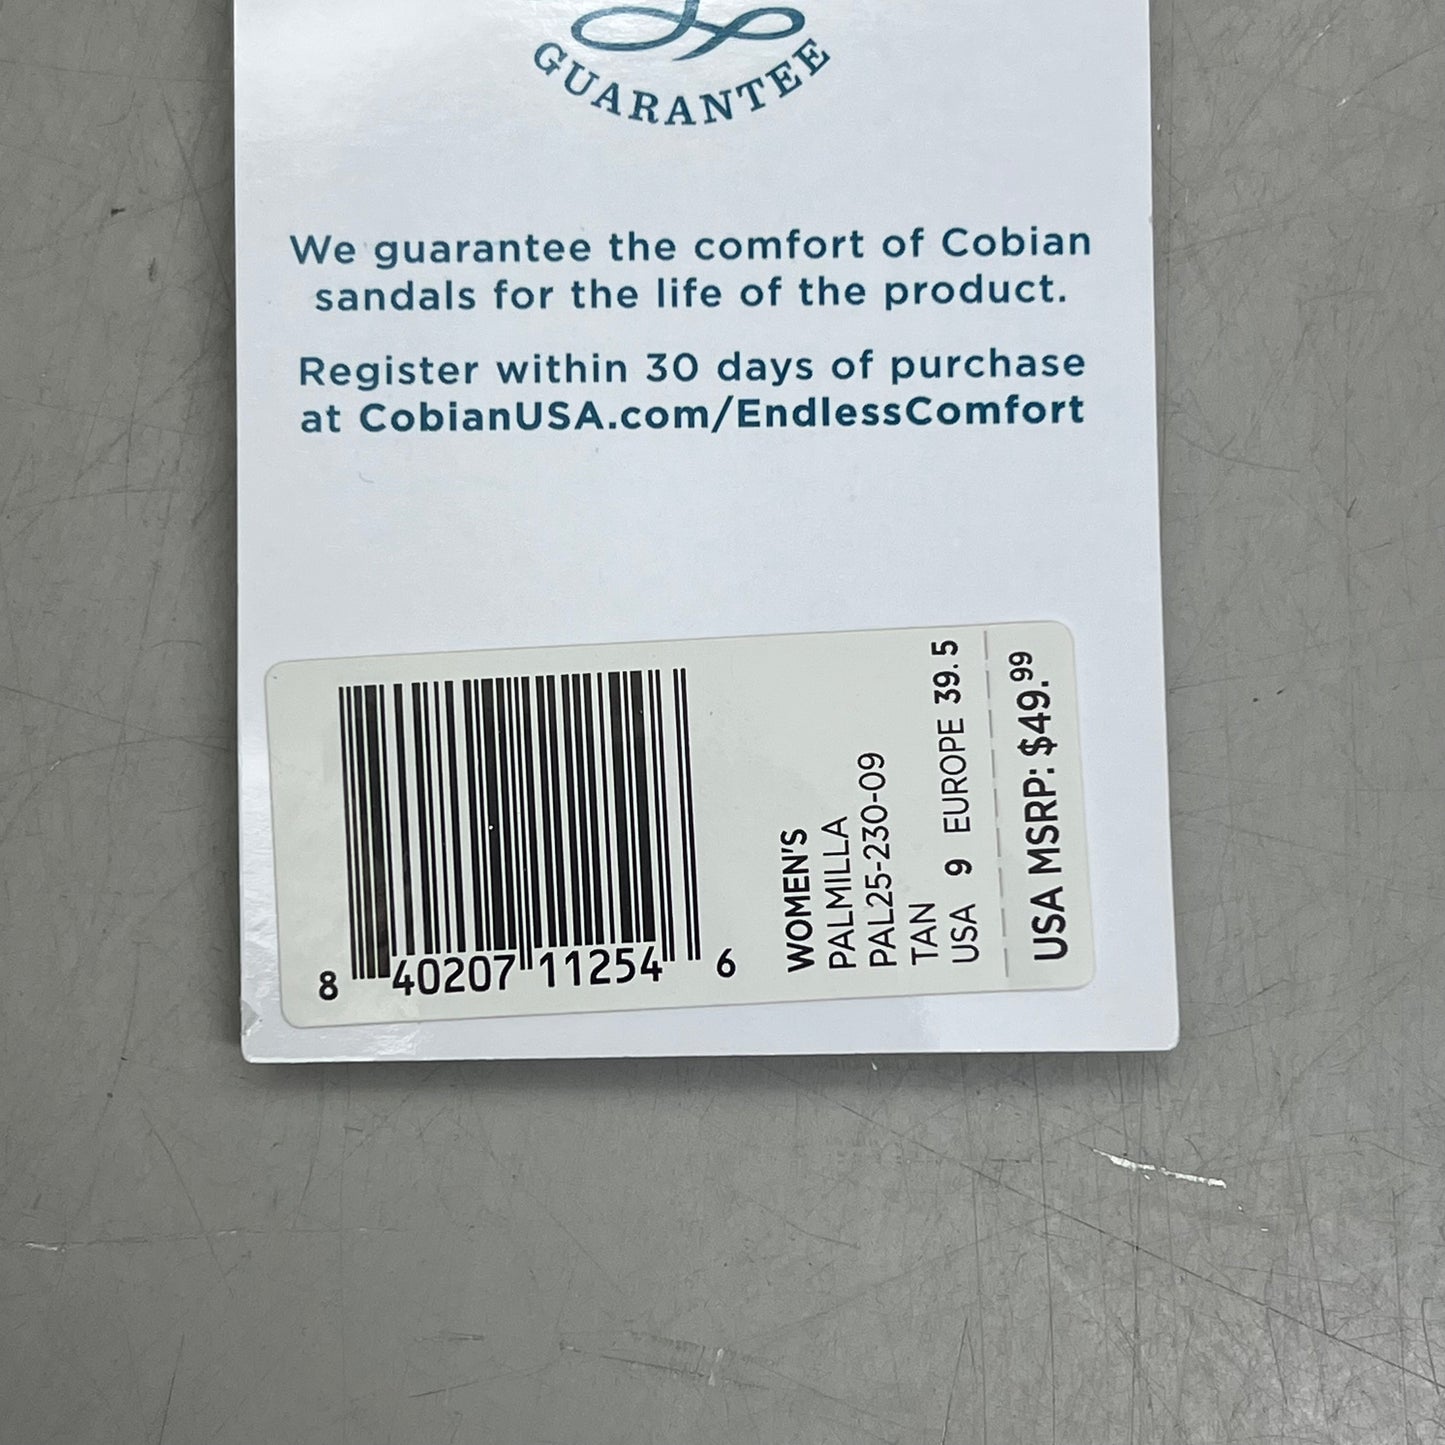 GUARANTEE
We guarantee the comfort of Cobian
sandals for the life of the product.
Register within 30 days of purchase
at CobianUSA.com/EndlessComfort
8 40207 11254 6
WOMEN'S
PALMILLA
PAL25-230-09
TAN
USA 9 EUROPE 39.5
USA MSRP: $49.99